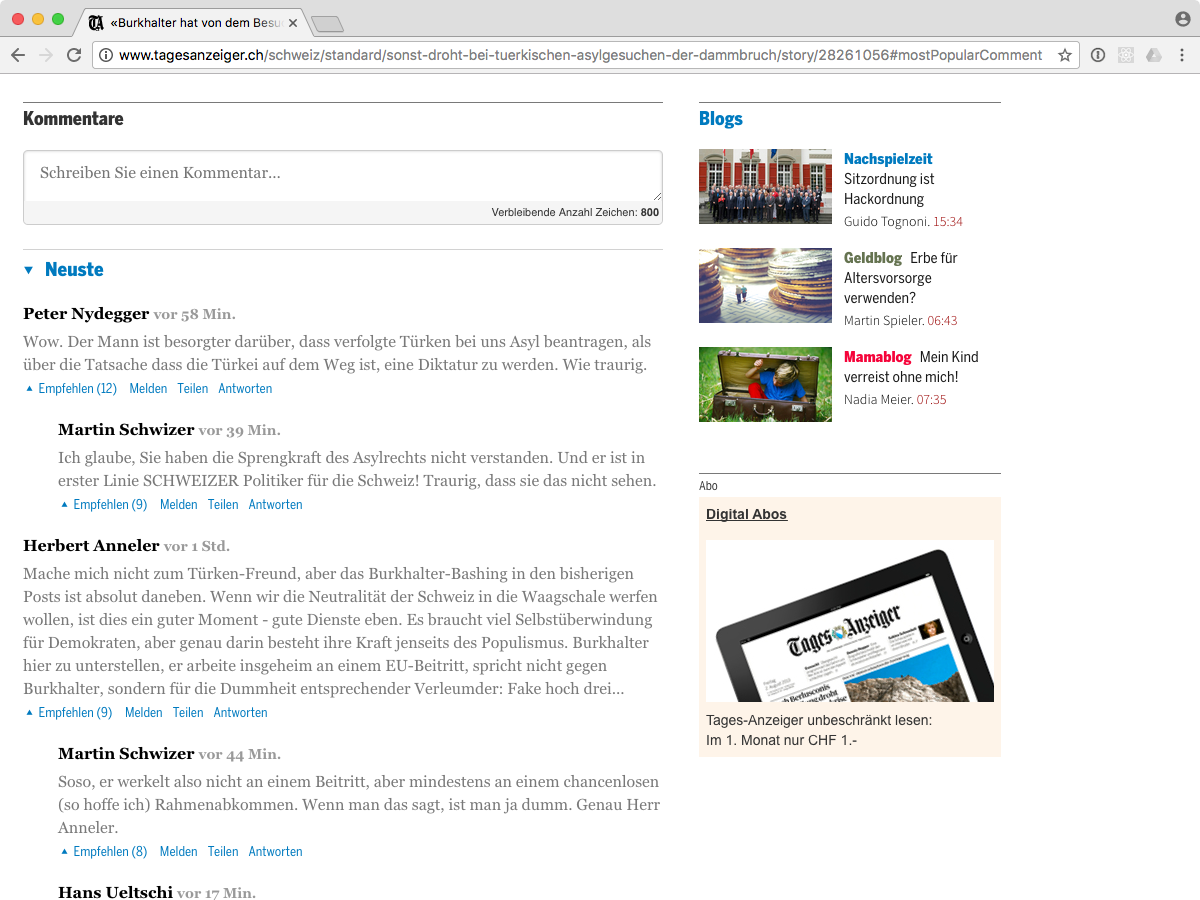 «Burkhalter hat von dem Besu
www.tagesanzeiger.ch/schweiz/standard/sonst-droht-bei-tuerkischen-asylgesuchen-der-dammbruch/story/28261056#mostPopularComment
Kommentare
Schreiben Sie einen Kommentar...
Verbleibende Anzahl Zeichen: 800
Neuste
Peter Nydegger vor 58 Min.
Wow. Der Mann ist besorgter darüber, dass verfolgte Türken bei uns Asyl beantragen, als
über die Tatsache dass die Türkei auf dem Weg ist, eine Diktatur zu werden. Wie traurig.
Empfehlen (12) Melden Teilen Antworten
Martin Schwizer vor 39 Min.
Ich glaube, Sie haben die Sprengkraft des Asylrechts nicht verstanden. Und er ist in
erster Linie SCHWEIZER Politiker für die Schweiz! Traurig, dass sie das nicht sehen.
Empfehlen (9) Melden Teilen Antworten
Herbert Anneler vor 1 Std.
Mache mich nicht zum Türken-Freund, aber das Burkhalter-Bashing in den bisherigen
Posts ist absolut daneben. Wenn wir die Neutralität der Schweiz in die Waagschale werfen
wollen, ist dies ein guter Moment - gute Dienste eben. Es braucht viel Selbstüberwindung
für Demokraten, aber genau darin besteht ihre Kraft jenseits des Populismus. Burkhalter
hier zu unterstellen, er arbeite insgeheim an einem EU-Beitritt, spricht nicht gegen
Burkhalter, sondern für die Dummheit entsprechender Verleumder: Fake hoch drei...
Empfehlen (9) Melden Teilen Antworten
Martin Schwizer vor 44 Min.
Soso, er werkelt also nicht an einem Beitritt, aber mindestens an einem chancenlosen
(so hoffe ich) Rahmenabkommen. Wenn man das sagt, ist man ja dumm. Genau Herr
Anneler.
Empfehlen (8) Melden Teilen Antworten
Hans Ueltschi vor 17 Min.
Blogs
Nachspielzeit
Sitzordnung ist
Hackordnung
Guido Tognoni. 15:34
Geldblog Erbe für
Altersvorsorge
verwenden?
Martin Spieler. 06:43
Mamablog Mein Kind
verreist ohne mich!
Nadia Meier. 07:35
Abo
Digital Abos
Tages Anzeiger
Tages-Anzeiger unbeschränkt lesen:
Im 1. Monat nur CHF 1.-